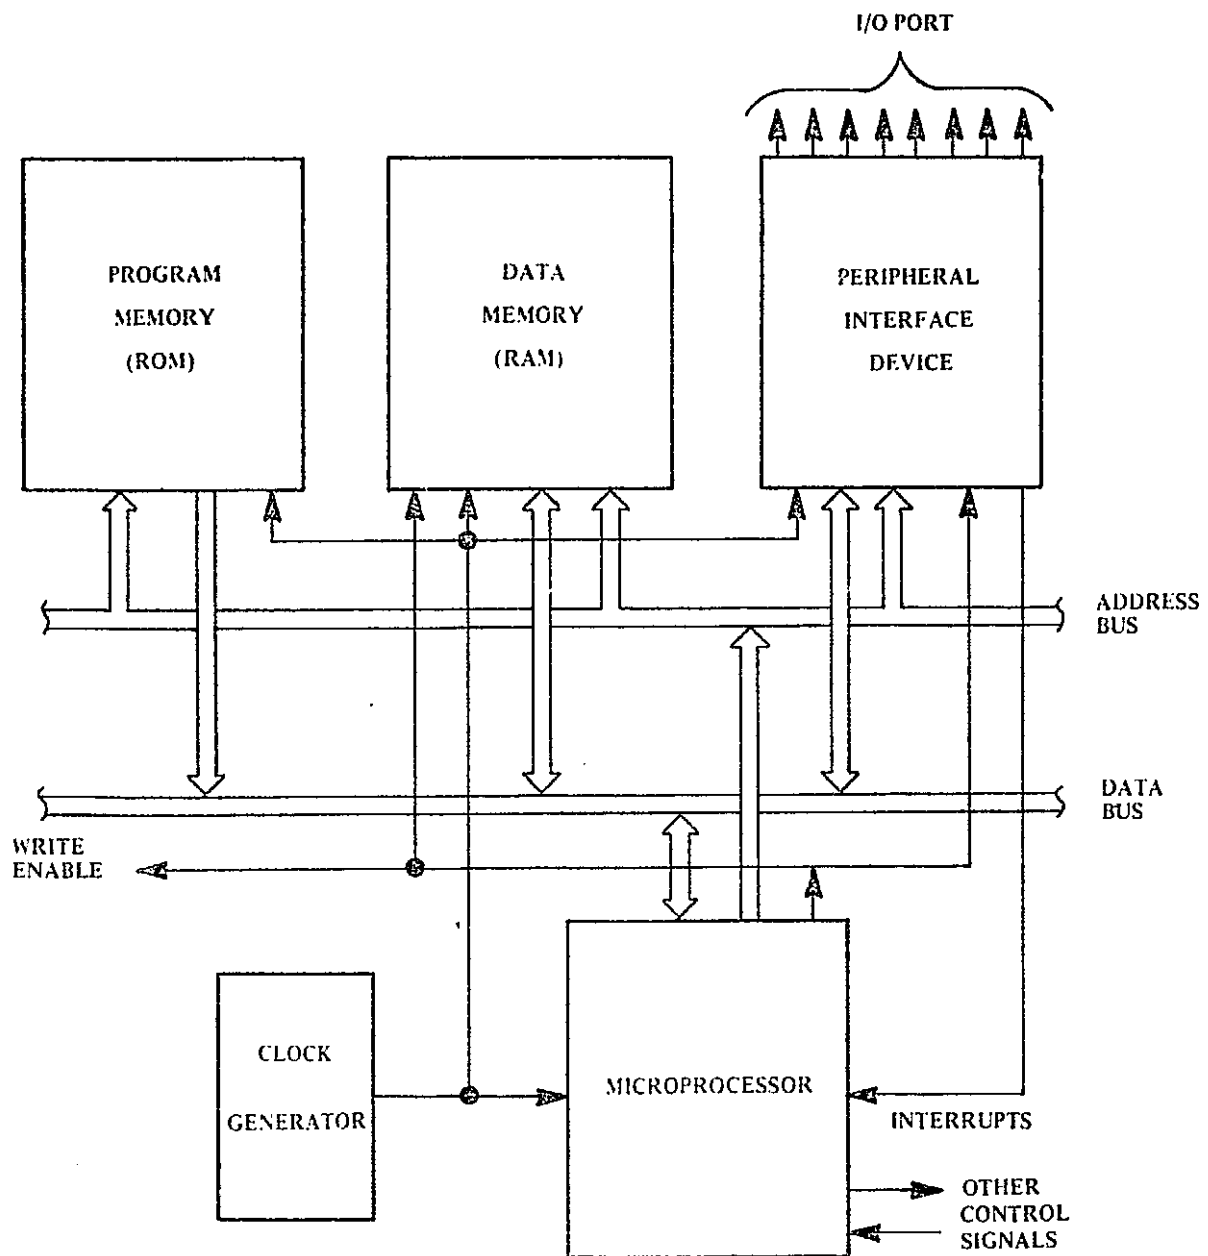 I/O PORT
PROGRAM
MEMORY
(ROM)
DATA
MEMORY
(RAM)
PERIPHERAL
INTERFACE
DEVICE
ADDRESS
BUS
DATA
BUS
WRITE
ENABLE
CLOCK
GENERATOR
MICROPROCESSOR
INTERRUPTS
OTHER
CONTROL
SIGNALS